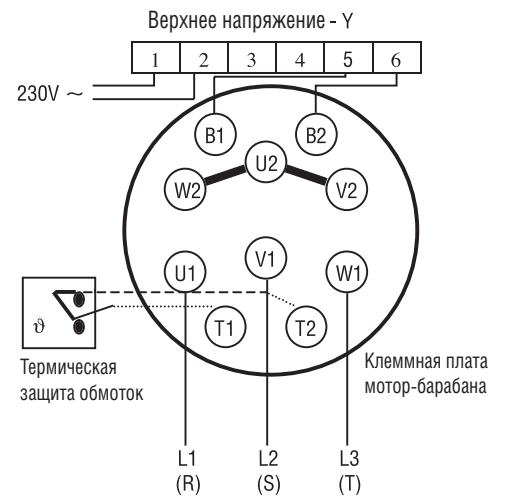 Верхнее напряжение - Y
1 2 3 4 5 6
230V ~
B1 B2
U2
W2 V2
V1
U1 W1
ϑ
T1 T2
Термическая
защита обмоток
Клеммная плата
мотор-барабана
L1 L2 L3
(R) (S) (T)